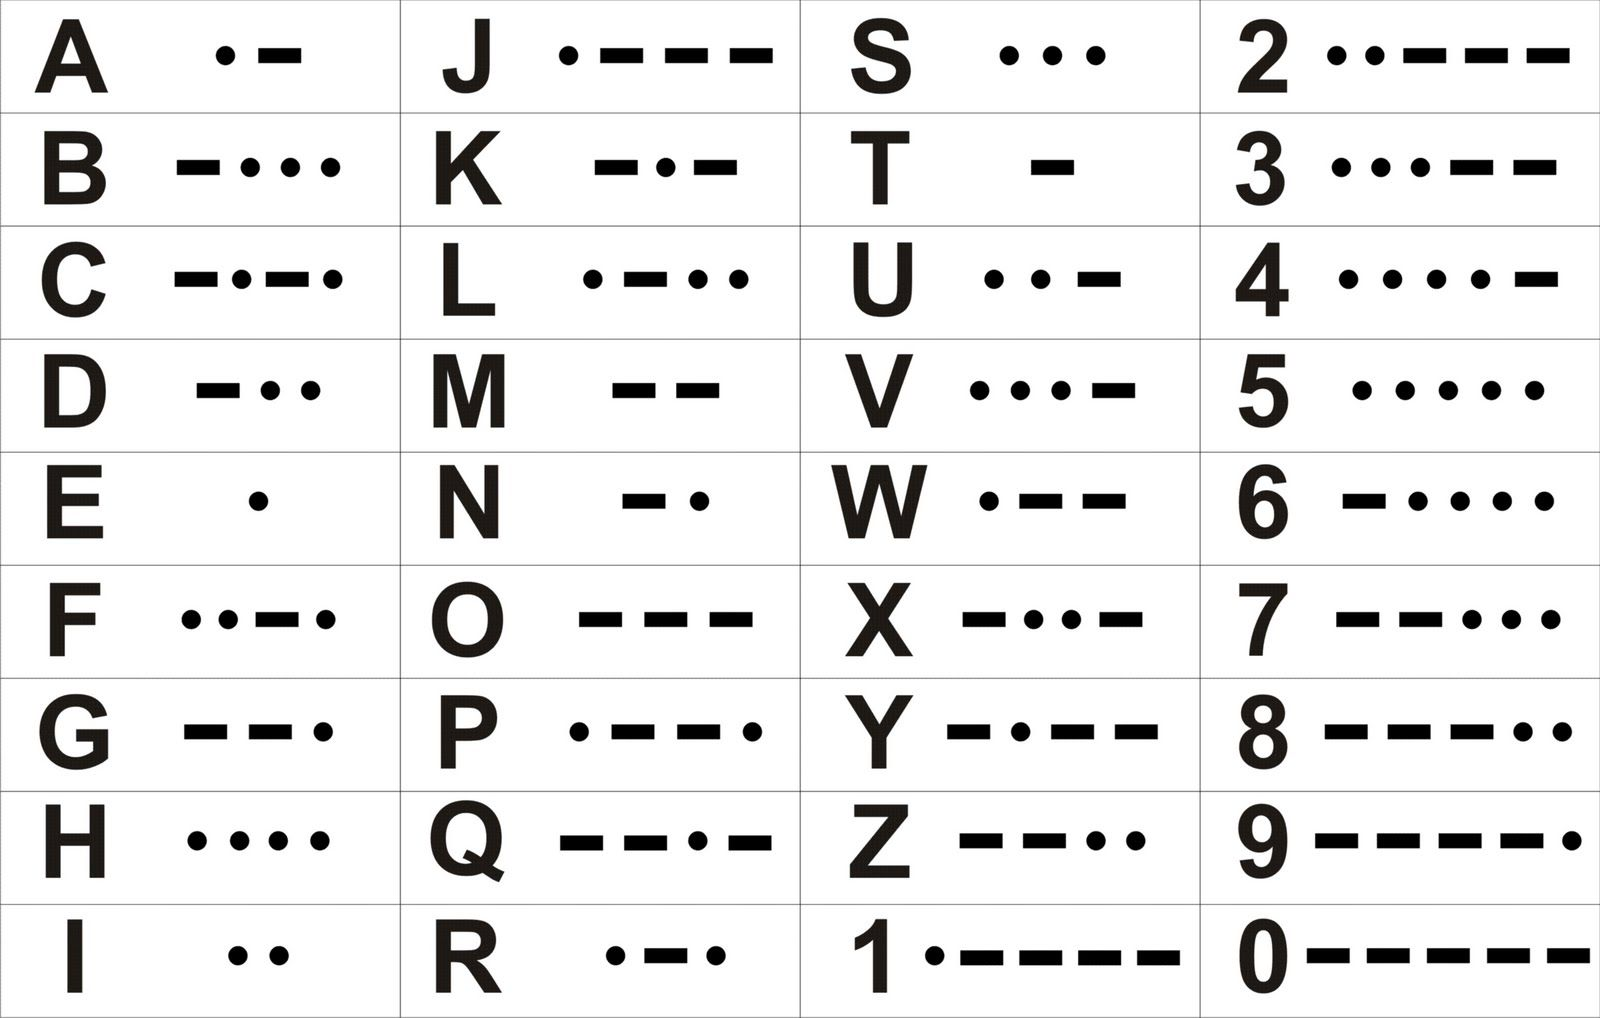 A •− J •−−− S ••• 2 ••−−−
B −••• K −•− T − 3 •••−−
C −•−• L •−•• U ••− 4 ••••−
D −•• M −− V •••− 5 •••••
E • N −• W •−− 6 −••••
F ••−• O −−− X −••− 7 −−•••
G −−• P •−−• Y −•−− 8 −−−••
H •••• Q −−•− Z −−•• 9 −−−−•
I •• R •−• 1 •−−−− 0 −−−−−